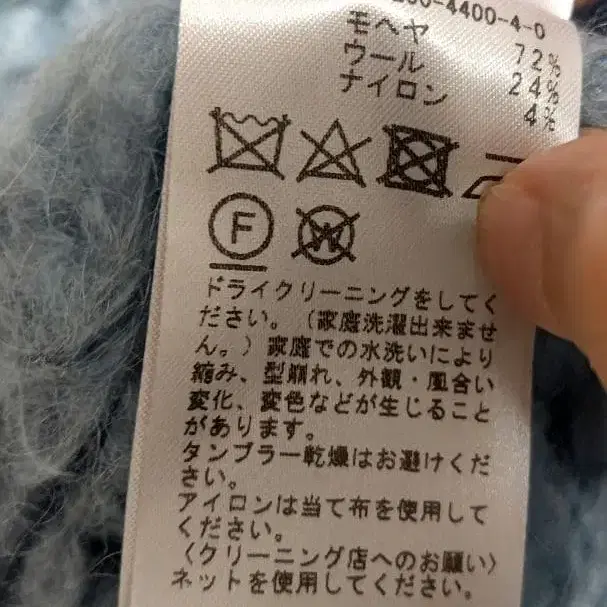 00-4400-4-0
モヘヤ 72%
ウール 24%
ナイロン 4%
F
W
ドライクリーニングをしてく
ださい。（家庭洗濯出来ませ
ん。）家庭での水洗いにより
縮み、型崩れ、外観・風合い
変化、変色などが生じること
があります。
タンブラー乾燥はお避けくだ
さい。
アイロンは当て布を使用して
ください。
〈クリーニング店へのお願い〉
ネットを使用してください。